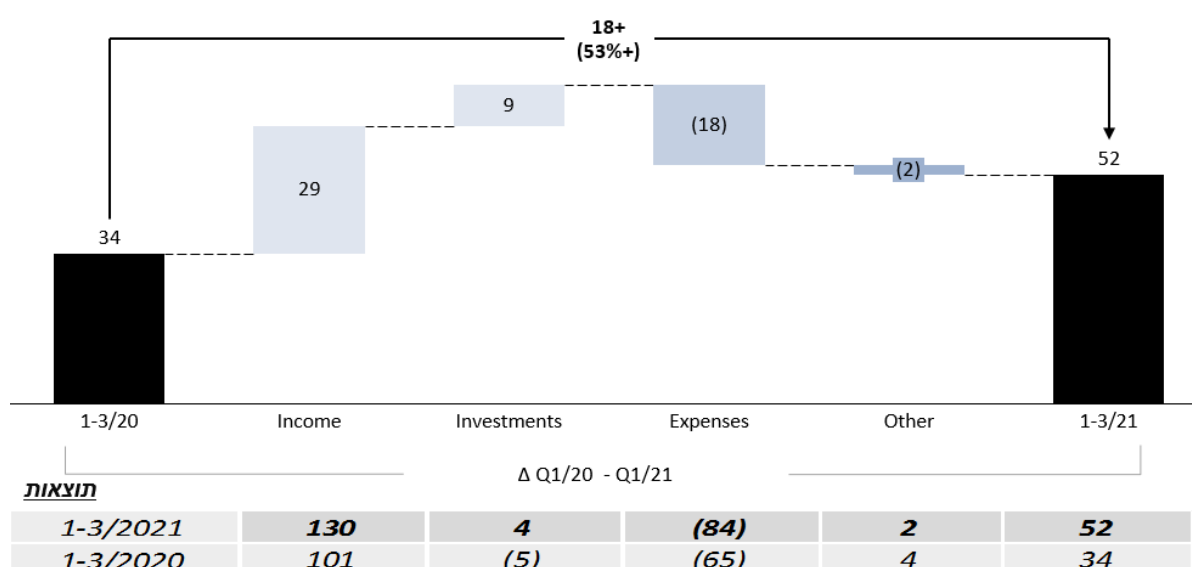 18+
(53%+)
9
(18)
(2)
52
29
34
1-3/20 Income Investments Expenses Other 1-3/21
Δ Q1/20 - Q1/21
תוצאות
1-3/2021 130 4 (84) 2 52
1-3/2020 101 (5) (65) 4 34